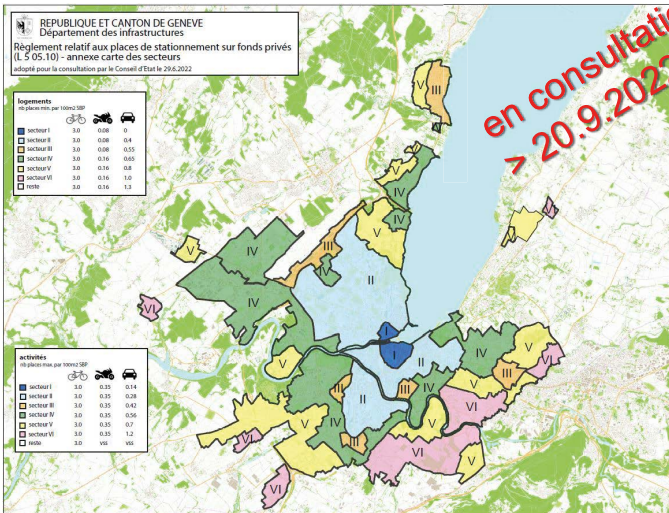 REPUBLIQUE ET CANTON DE GENEVE
Département des infrastructures
Règlement relatif aux places de stationnement sur fonds privés
(L 5 05.10) - annexe carte des secteurs
adopté pour la consultation par le Conseil d'Etat le 29.6.2022
en consultati
> 20.9.2022
logements
nb places min. par 100m2 SBP
secteur I 3.0 0.08 0
secteur II 3.0 0.08 0.4
secteur III 3.0 0.08 0.55
secteur IV 3.0 0.16 0.65
secteur V 3.0 0.16 0.8
secteur VI 3.0 0.16 1.0
reste 3.0 0.16 1.3
V III
V
V
IV
IV
V
III
IV
II
V
IV
IV
VI
V
VI
V
I
I
II
IV
V
VI
III
V
VI
V
III
II
III
IV
V
IV
III
VI
V
V
VI
VI
VI
activités
nb places max. par 100m2 SBP
secteur I 3.0 0.35 0.14
secteur II 3.0 0.35 0.28
secteur III 3.0 0.35 0.42
secteur IV 3.0 0.35 0.56
secteur V 3.0 0.35 0.7
secteur VI 3.0 0.35 1.2
reste 3.0 vss vss